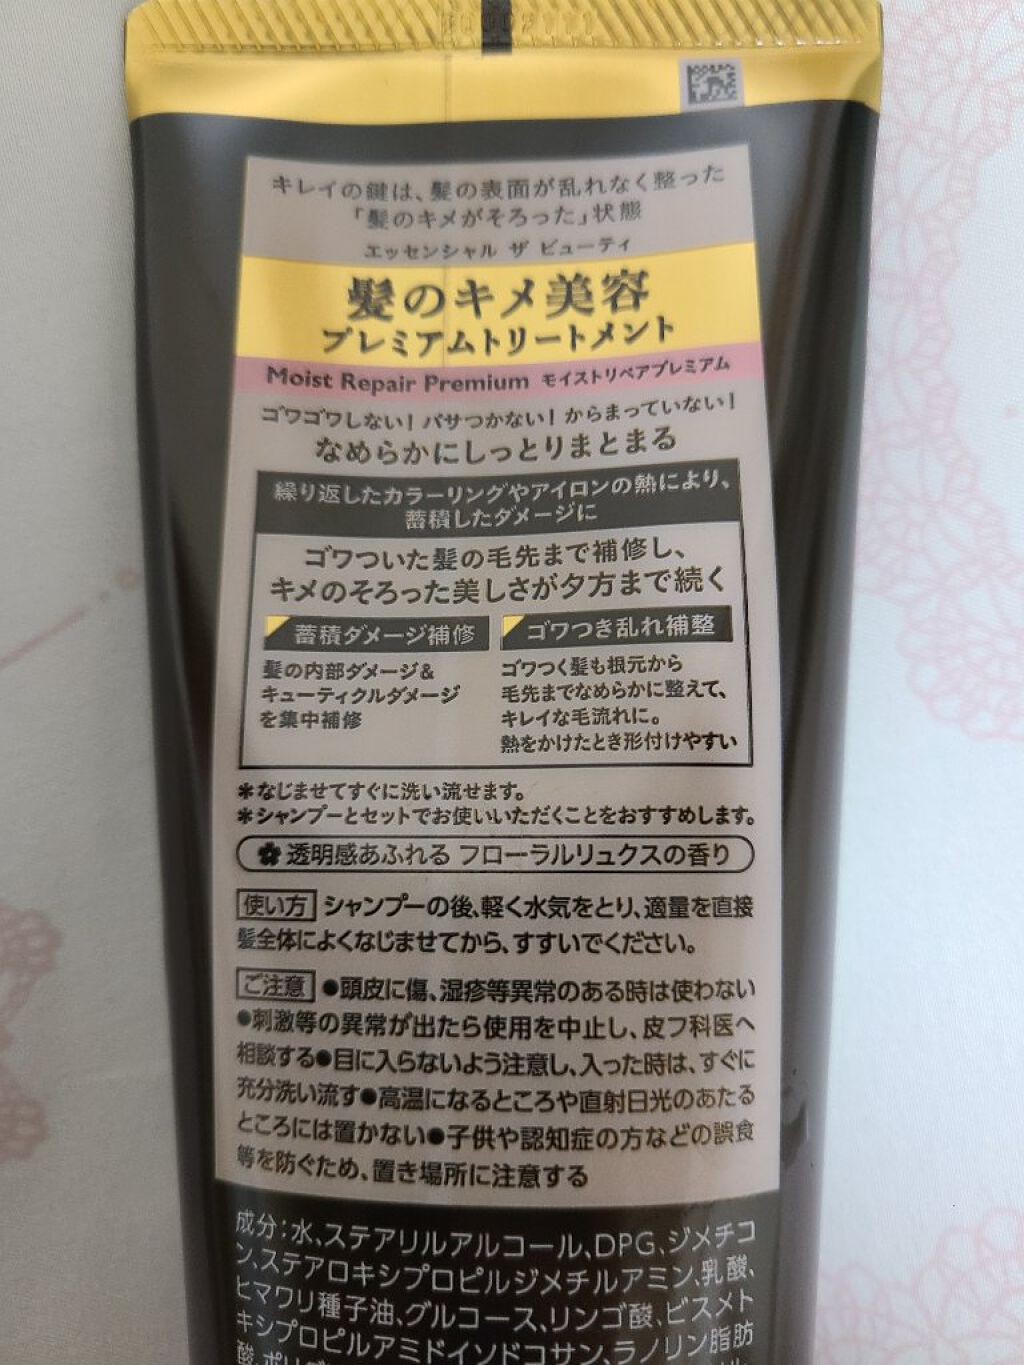 キレイの鍵は、髪の表面が乱れなく整った
「髪のキメがそろった」状態
エッセンシャル ザ ビューティ
髪のキメ美容
プレミアムトリートメント
Moist Repair Premium モイストリペアプレミアム
ゴワゴワしない! パサつかない! からまっていない!
なめらかにしっとりまとまる
繰り返したカラーリングやアイロンの熱により、
蓄積したダメージに
ゴワついた髪の毛先まで補修し、
キメのそろった美しさが夕方まで続く
蓄積ダメージ補修
髪の内部ダメージ&
キューティクルダメージ
を集中補修
ゴワつき乱れ補整
ゴワつく髪も根元から
毛先までなめらかに整えて、
キレイな毛流れに。
熱をかけたとき形付けやすい
*なじませてすぐに洗い流せます。
*シャンプーとセットでお使いいただくことをおすすめします。
透明感あふれる フローラルリュクスの香り
使い方 シャンプーの後、軽く水気をとり、適量を直接
髪全体によくなじませてから、すすいでください。
ご注意 ●頭皮に傷、湿疹等異常のある時は使わない
●刺激等の異常が出たら使用を中止し、皮フ科医へ
相談する●目に入らないよう注意し、入った時は、すぐに
充分洗い流す●高温になるところや直射日光のあたる
ところには置かない●子供や認知症の方などの誤食
等を防ぐため、置き場所に注意する
成分:水、ステアリルアルコール、DPG、ジメチコ
ン、ステアロキシプロピルジメチルアミン、乳酸、
ヒマワリ種子油、グルコース、リンゴ酸、ビスメト
キシプロピルアミドイソドコサン、ラノリン脂肪
酸、